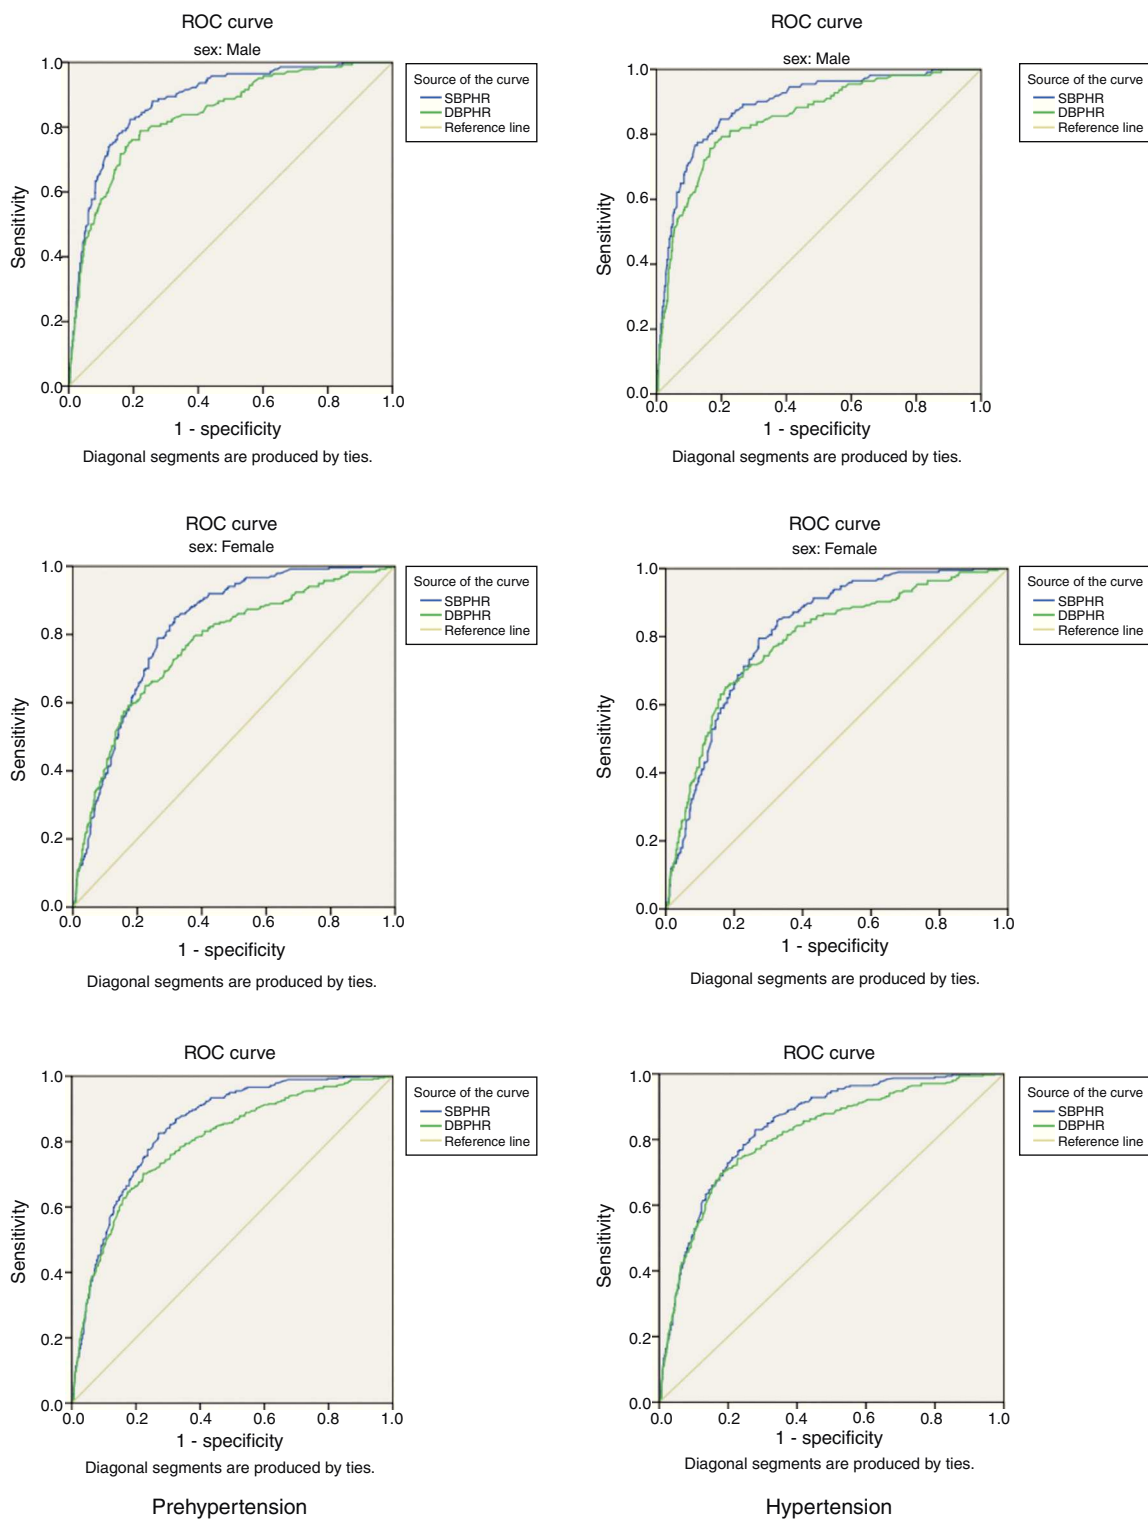 ROC curve
sex: Male
1.0
0.8
0.6
0.4
0.2
0.0
Sensitivity
0.0 0.2 0.4 0.6 0.8 1.0
1 - specificity
Diagonal segments are produced by ties.
Source of the curve
SBPHR
DBPHR
Reference line
ROC curve
sex: Male
1.0
0.8
0.6
0.4
0.2
0.0
Sensitivity
0.0 0.2 0.4 0.6 0.8 1.0
1 - specificity
Diagonal segments are produced by ties.
Source of the curve
SBPHR
DBPHR
Reference line
ROC curve
sex: Female
1.0
0.8
0.6
0.4
0.2
0.0
Sensitivity
0.0 0.2 0.4 0.6 0.8 1.0
1 - specificity
Diagonal segments are produced by ties.
Source of the curve
SBPHR
DBPHR
Reference line
ROC curve
sex: Female
1.0
0.8
0.6
0.4
0.2
0.0
Sensitivity
0.0 0.2 0.4 0.6 0.8 1.0
1 - specificity
Diagonal segments are produced by ties.
Source of the curve
SBPHR
DBPHR
Reference line
ROC curve
1.0
0.8
0.6
0.4
0.2
0.0
Sensitivity
0.0 0.2 0.4 0.6 0.8 1.0
1 - specificity
Diagonal segments are produced by ties.
Source of the curve
SBPHR
DBPHR
Reference line
Prehypertension
ROC curve
1.0
0.8
0.6
0.4
0.2
0.0
Sensitivity
0.0 0.2 0.4 0.6 0.8 1.0
1 - specificity
Diagonal segments are produced by ties.
Source of the curve
SBPHR
DBPHR
Reference line
Hypertension